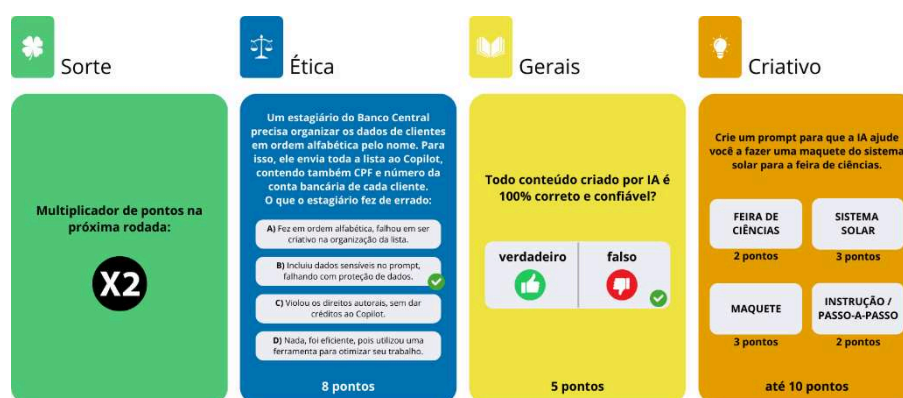 Sorte
Multiplicador de pontos na
próxima rodada:
X2
Ética
Um estagiário do Banco Central
precisa organizar os dados de clientes
em ordem alfabética pelo nome. Para
isso, ele envia toda a lista ao Copilot,
contendo também CPF e número da
conta bancária de cada cliente.
O que o estagiário fez de errado:
A) Fez em ordem alfabética, falhou em ser
criativo na organização da lista.
B) Incluiu dados sensíveis no prompt,
falhando com proteção de dados.
C) Violou os direitos autorais, sem dar
créditos ao Copilot.
D) Nada, foi eficiente, pois utilizou uma
ferramenta para otimizar seu trabalho.
8 pontos
Gerais
Todo conteúdo criado por IA é
100% correto e confiável?
verdadeiro
falso
5 pontos
Criativo
Crie um prompt para que a IA ajude
você a fazer uma maquete do sistema
solar para a feira de ciências.
FEIRA DE
CIÊNCIAS
2 pontos
SISTEMA
SOLAR
3 pontos
MAQUETE
3 pontos
INSTRUÇÃO /
PASSO-A-PASSO
2 pontos
até 10 pontos